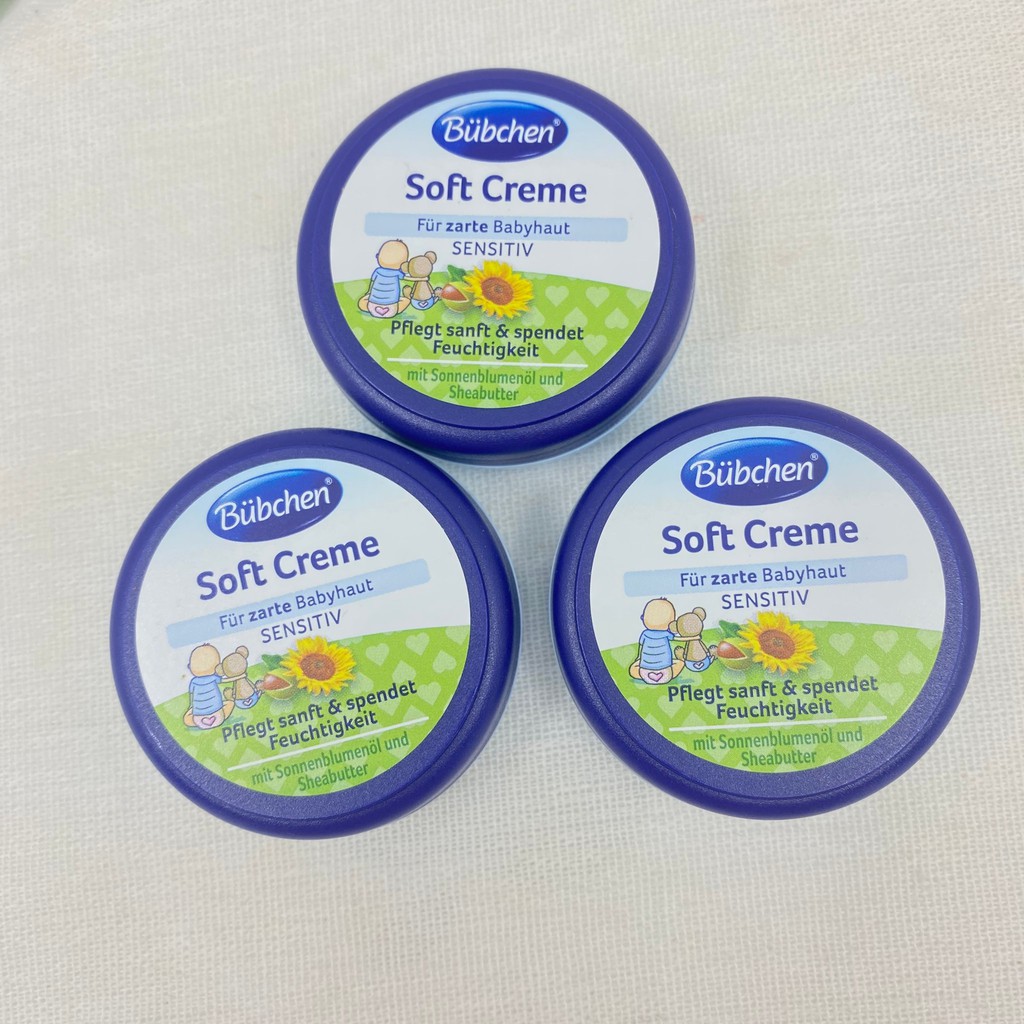 Bübchen®
Soft Creme
Für zarte Babyhaut
SENSITIV
Pflegt sanft & spendet
Feuchtigkeit
mit Sonnenblumenöl und
Sheabutter
Bübchen®
Soft Creme
Für zarte Babyhaut
SENSITIV
Pflegt sanft & spendet
Feuchtigkeit
mit Sonnenblumenöl und
Sheabutter
Bübchen®
Soft Creme
Für zarte Babyhaut
SENSITIV
Pflegt sanft & spendet
Feuchtigkeit
mit Sonnenblumenöl und
Sheabutter